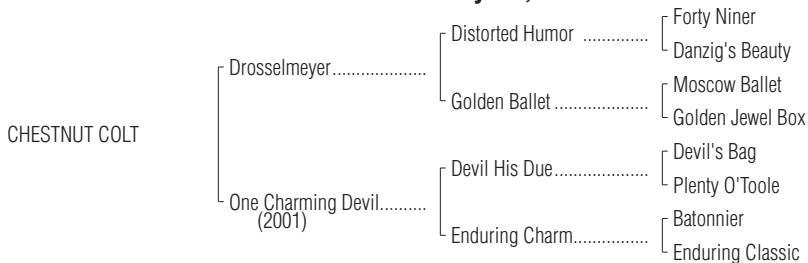 Forty Niner
Distorted Humor ..............
Danzig's Beauty
Drosselmeyer....................
Moscow Ballet
Golden Ballet ....................
Golden Jewel Box
CHESTNUT COLT
Devil's Bag
Devil His Due....................
Plenty O'Toole
One Charming Devil..........
(2001)
Batonnier
Enduring Charm................
Enduring Classic